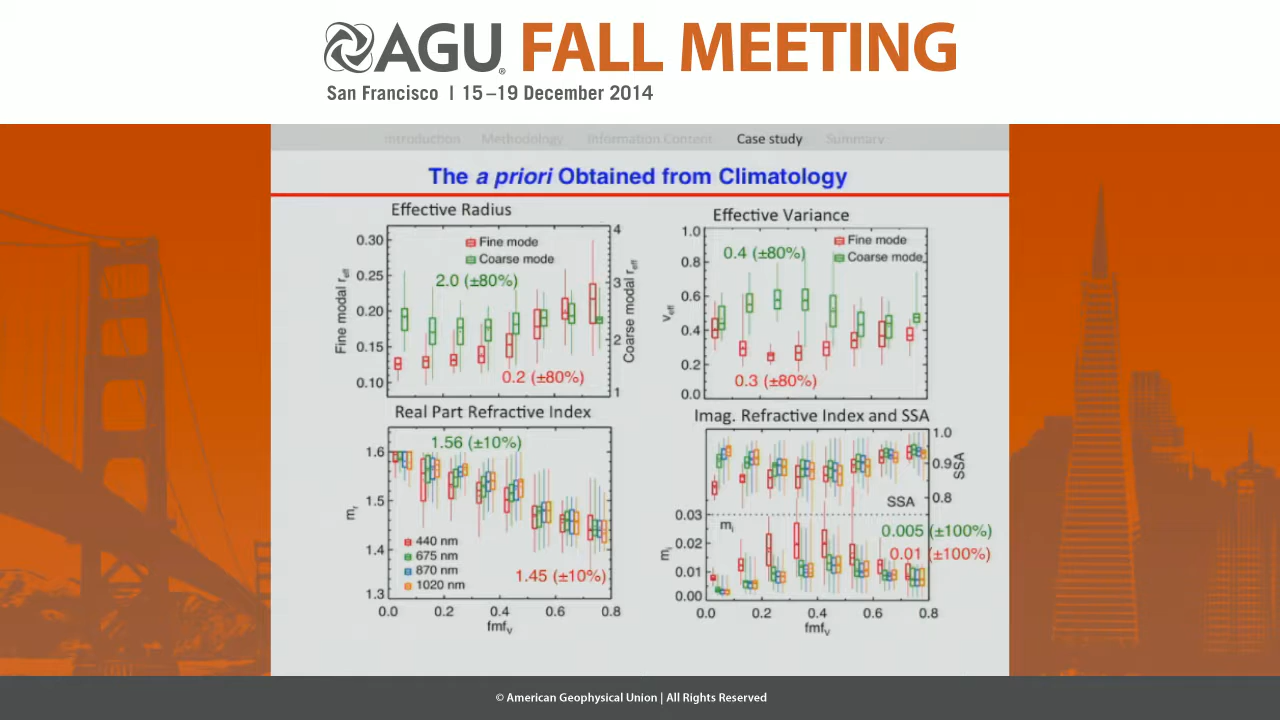 AGU® FALL MEETING
San Francisco | 15–19 December 2014
Introduction Methodology Information Content Case study Summary
The a priori Obtained from Climatology
Effective Radius
Fine mode
Coarse mode
2.0 (±80%)
0.2 (±80%)
0.30
0.25
0.20
0.15
0.10
4
3
2
1
Fine modal reff
Coarse modal reff
Effective Variance
Fine mode
Coarse mode
0.4 (±80%)
0.3 (±80%)
1.0
0.8
0.6
0.4
0.2
0.0
veff
Real Part Refractive Index
1.56 (±10%)
1.45 (±10%)
1.6
1.5
1.4
1.3
mr
440 nm
675 nm
870 nm
1020 nm
0.0 0.2 0.4 0.6 0.8
fmfV
Imag. Refractive Index and SSA
1.0
0.9
0.8
SSA
SSA
mi
0.005 (±100%)
0.01 (±100%)
0.03
0.02
0.01
0.00
mi
0.0 0.2 0.4 0.6 0.8
fmfV
© American Geophysical Union | All Rights Reserved